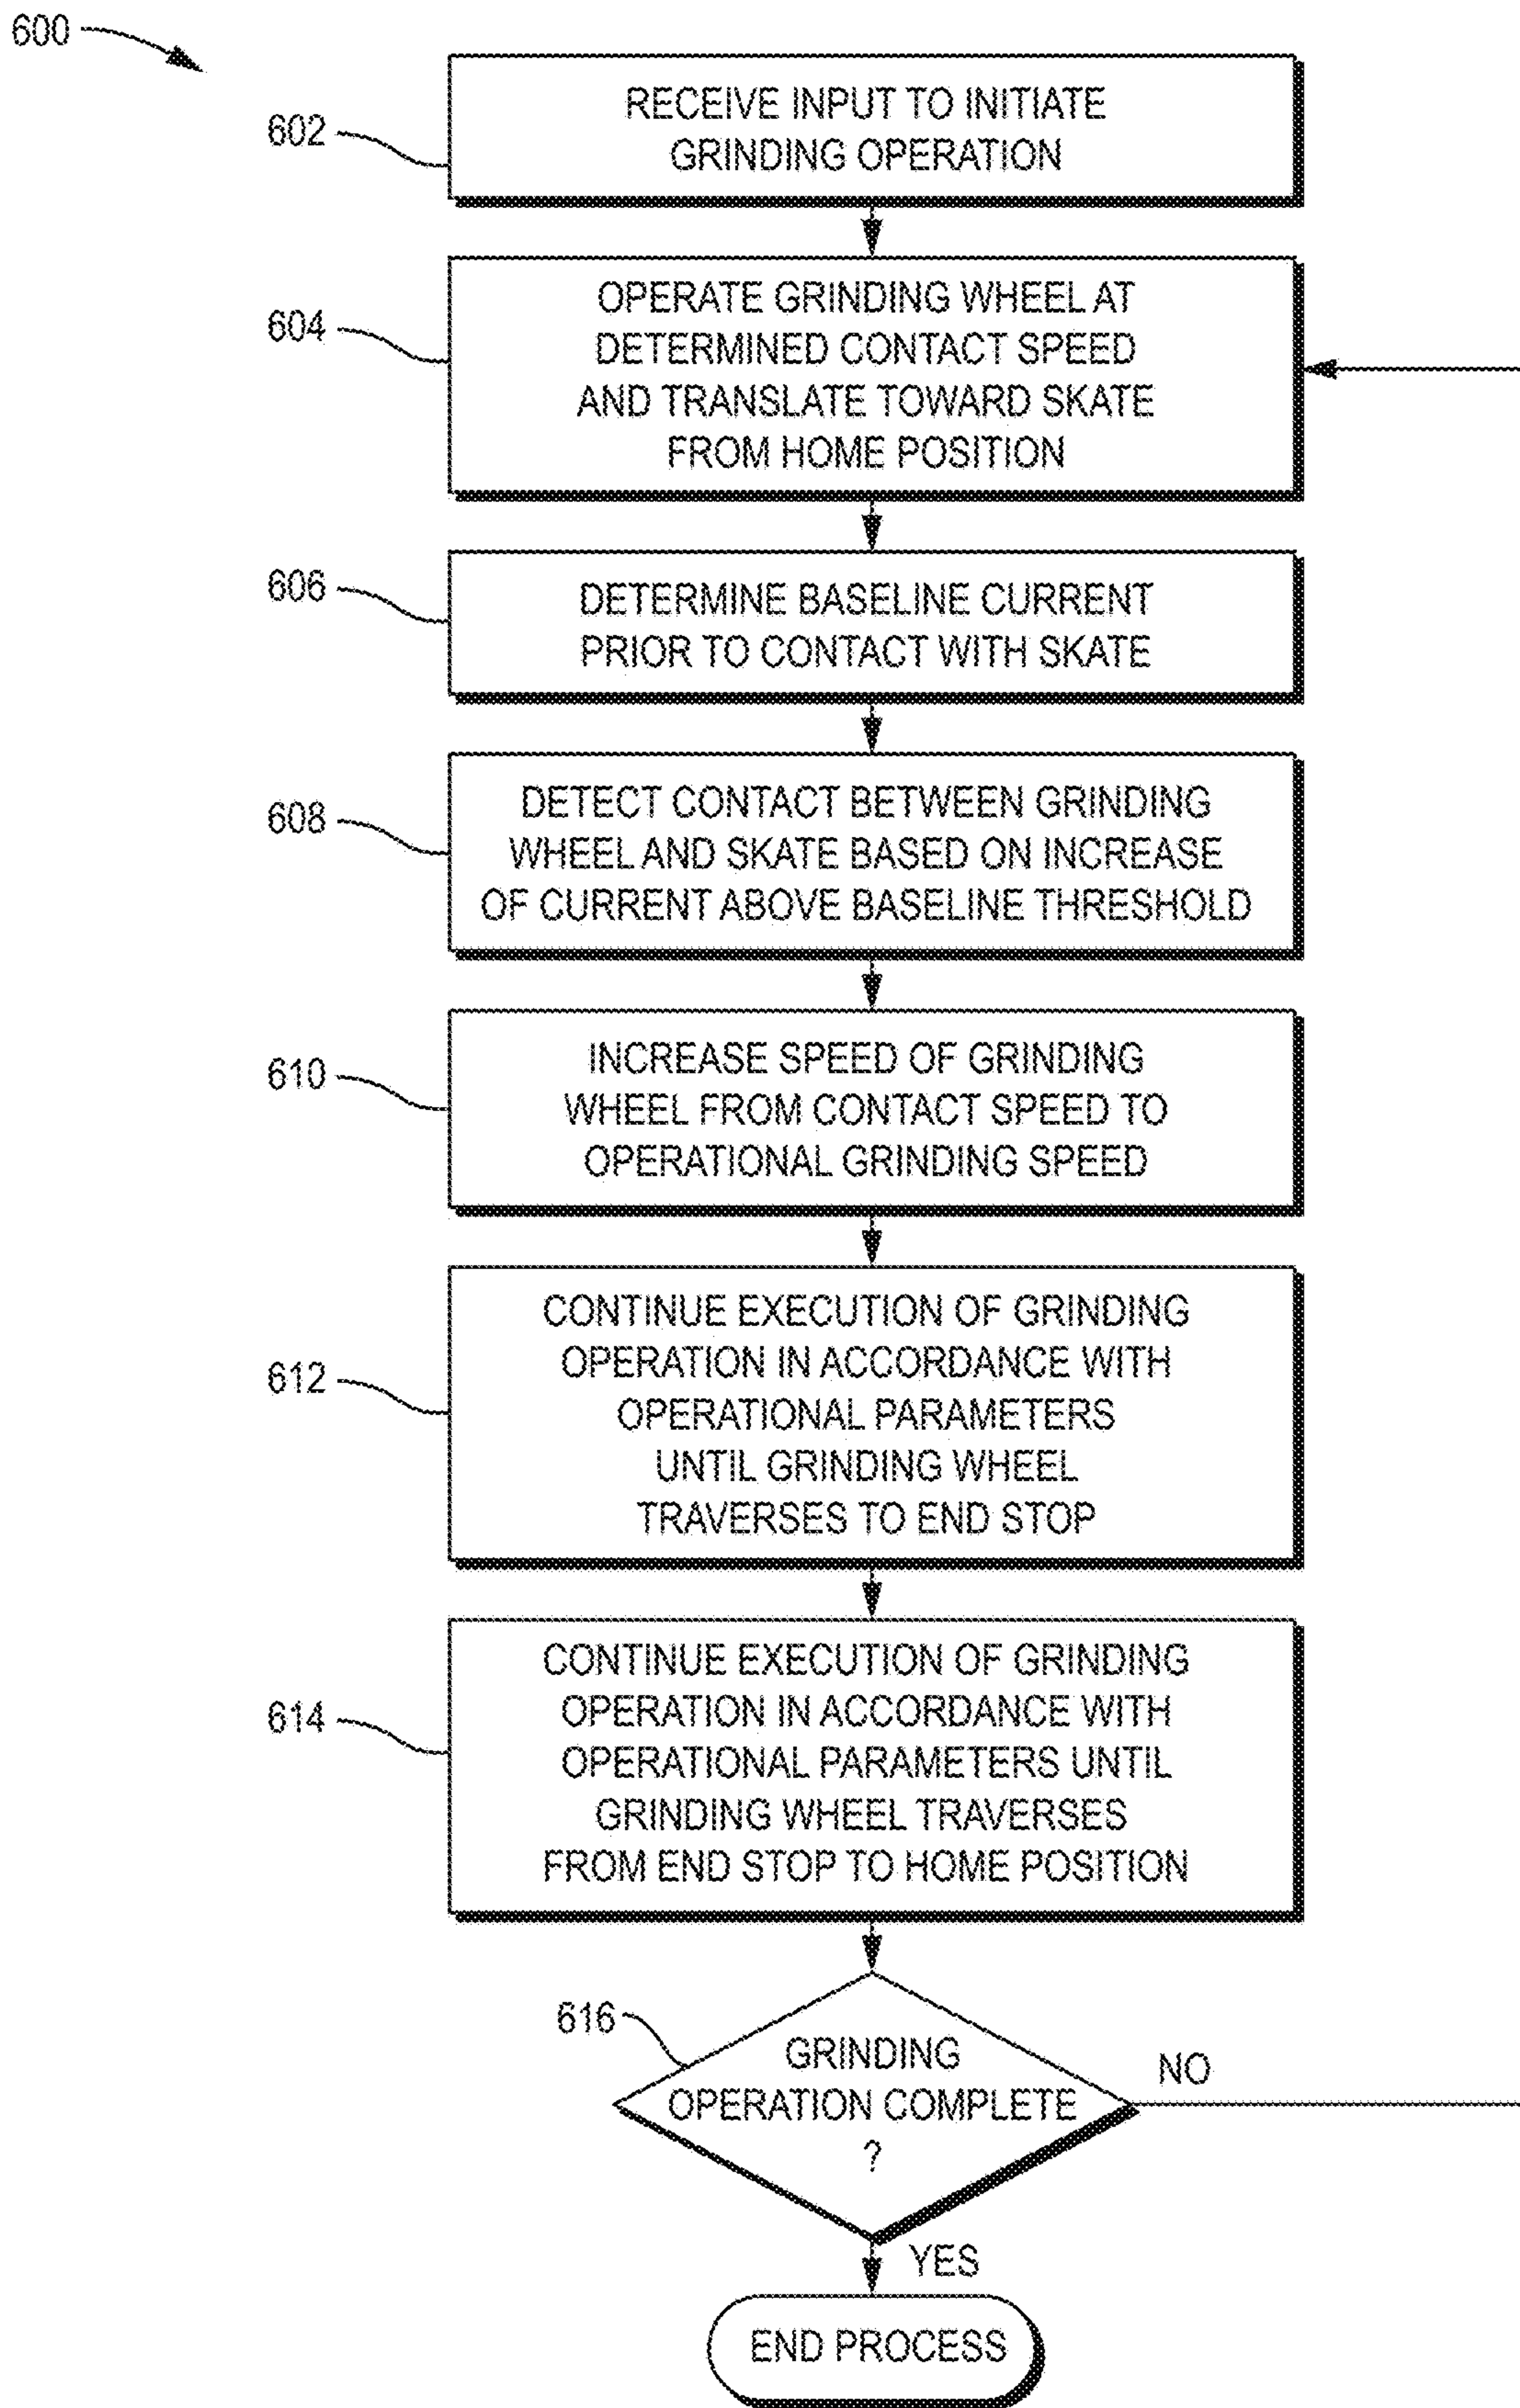 600
602
RECEIVE INPUT TO INITIATE
GRINDING OPERATION
604
OPERATE GRINDING WHEEL AT
DETERMINED CONTACT SPEED
AND TRANSLATE TOWARD SKATE
FROM HOME POSITION
606
DETERMINE BASELINE CURRENT
PRIOR TO CONTACT WITH SKATE
608
DETECT CONTACT BETWEEN GRINDING
WHEEL AND SKATE BASED ON INCREASE
OF CURRENT ABOVE BASELINE THRESHOLD
610
INCREASE SPEED OF GRINDING
WHEEL FROM CONTACT SPEED TO
OPERATIONAL GRINDING SPEED
612
CONTINUE EXECUTION OF GRINDING
OPERATION IN ACCORDANCE WITH
OPERATIONAL PARAMETERS
UNTIL GRINDING WHEEL
TRAVERSES TO END STOP
614
CONTINUE EXECUTION OF GRINDING
OPERATION IN ACCORDANCE WITH
OPERATIONAL PARAMETERS UNTIL
GRINDING WHEEL TRAVERSES
FROM END STOP TO HOME POSITION
616
GRINDING
OPERATION COMPLETE
?
NO
YES
END PROCESS